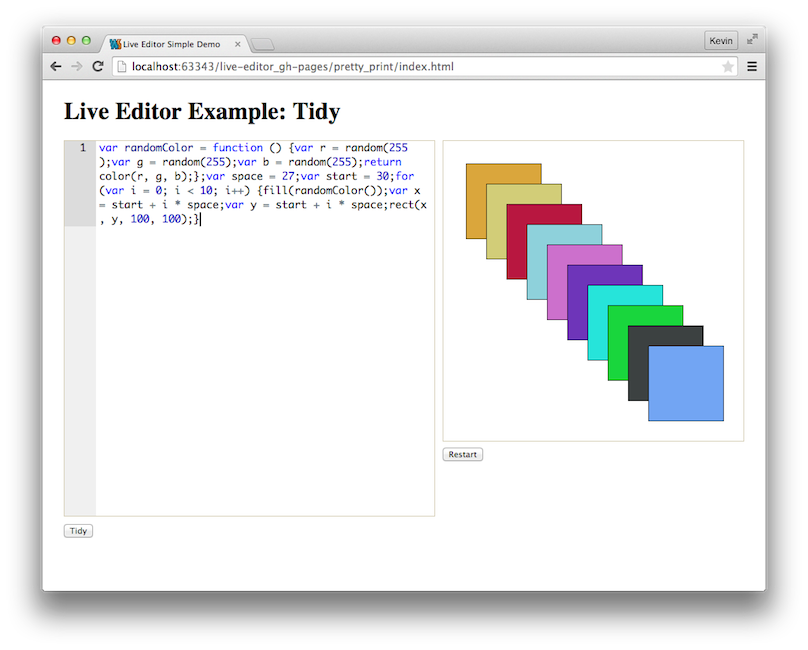 Live Editor Simple Demo
Kevin
localhost:63343/live-editor_gh-pages/pretty_print/index.html
Live Editor Example: Tidy
1
var randomColor = function () {var r = random(255
);var g = random(255);var b = random(255);return
color(r, g, b);};var space = 27;var start = 30;for
(var i = 0; i < 10; i++) {fill(randomColor());var x
= start + i * space;var y = start + i * space;rect(x
, y, 100, 100);}
Restart
Tidy